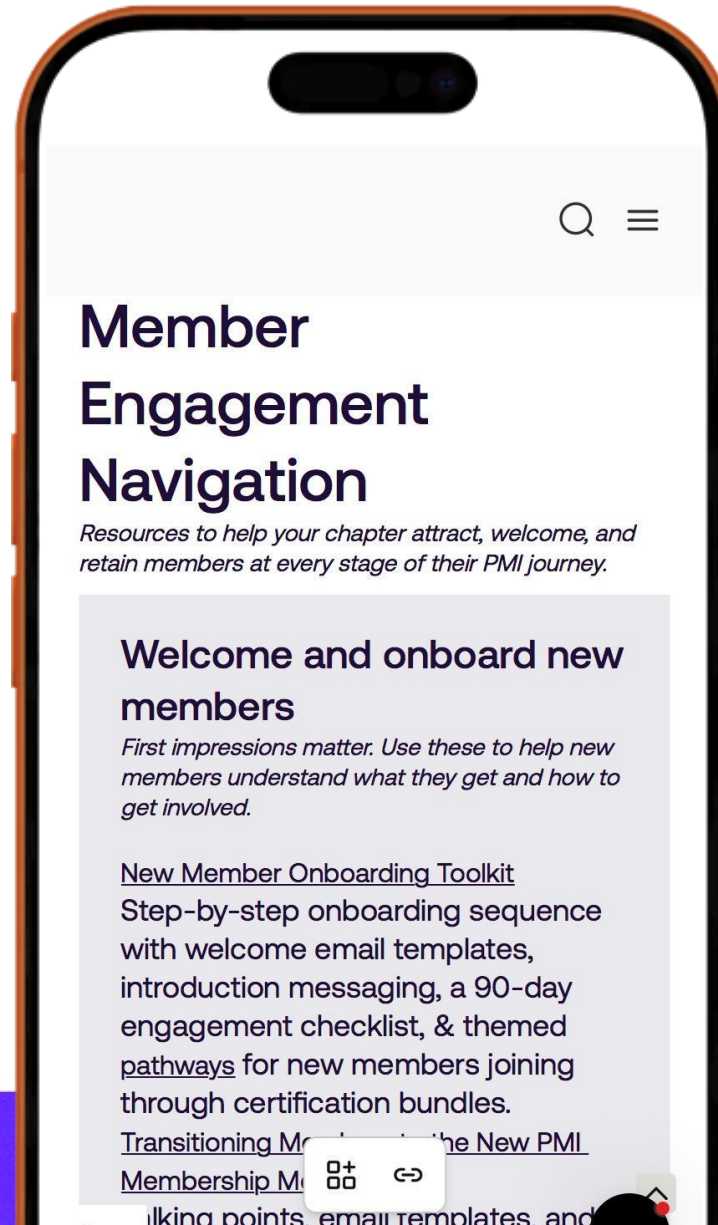 Member
Engagement
Navigation
Resources to help your chapter attract, welcome, and
retain members at every stage of their PMI journey.
Welcome and onboard new
members
First impressions matter. Use these to help new
members understand what they get and how to
get involved.
New Member Onboarding Toolkit
Step-by-step onboarding sequence
with welcome email templates,
introduction messaging, a 90-day
engagement checklist, & themed
pathways for new members joining
through certification bundles.
Transitioning the New PMI
Membership
points, email templates, and